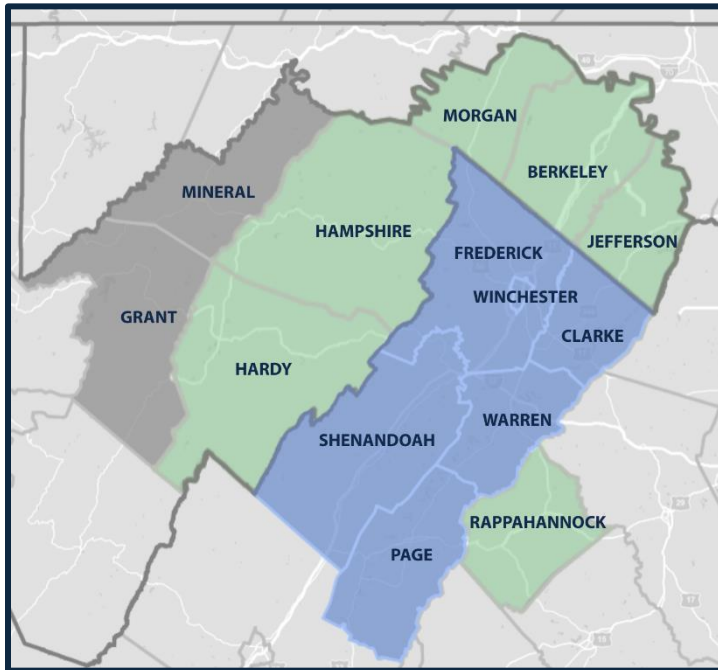 MORGAN
BERKELEY
MINERAL
HAMPSHIRE
JEFFERSON
FREDERICK
WINCHESTER
GRANT
CLARKE
HARDY
WARREN
SHENANDOAH
RAPPAHANNOCK
PAGE